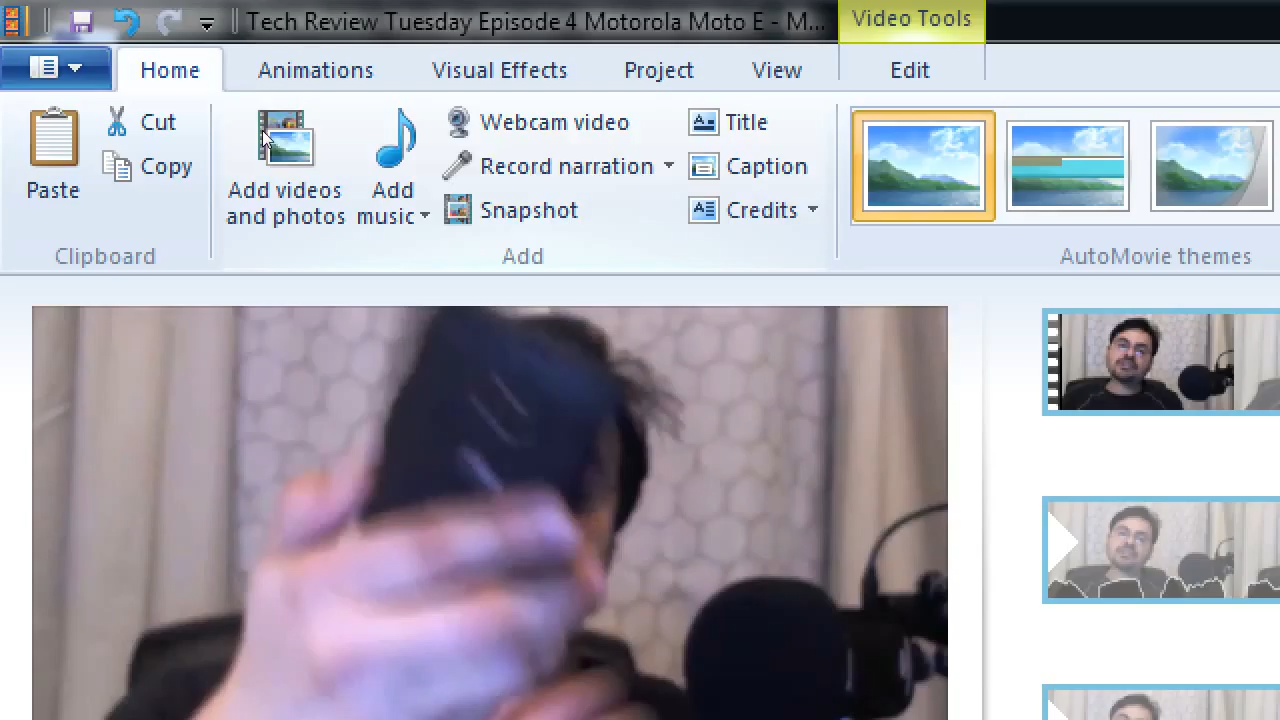 Tech Review Tuesday Episode 4 Motorola Moto E - M...
Video Tools
Home
Animations
Visual Effects
Project
View
Edit
Paste
Cut
Copy
Clipboard
Add videos
and photos
Add
music
Webcam video
Record narration
Snapshot
Title
Caption
Credits
Add
AutoMovie themes